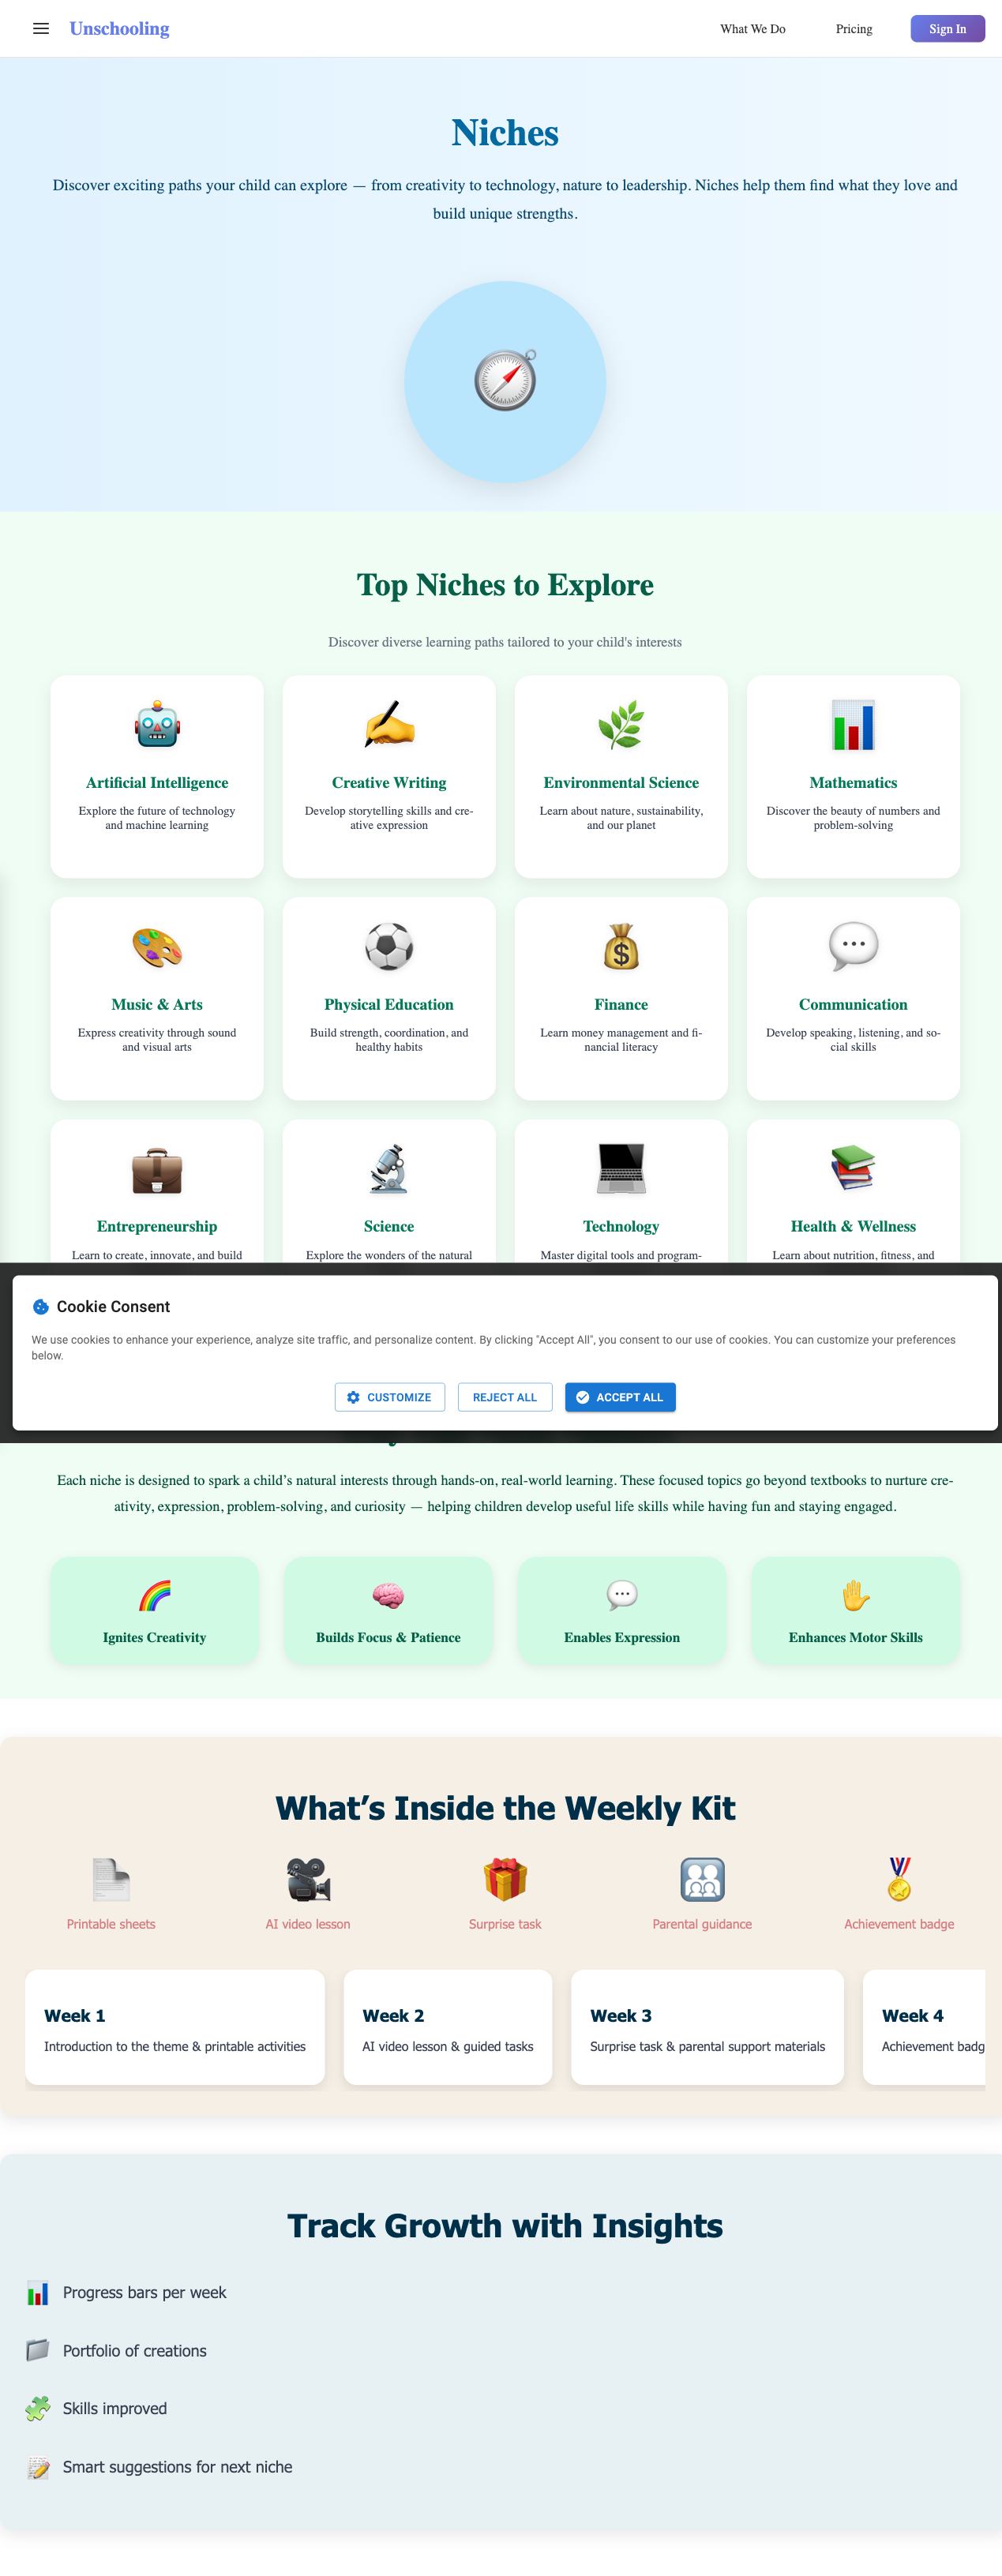 Unschooling
What We Do
Pricing
Sign In
Niches
Discover exciting paths your child can explore — from creativity to technology, nature to leadership. Niches help them find what they love and
build unique strengths.
Top Niches to Explore
Discover diverse learning paths tailored to your child's interests
Artificial Intelligence
Explore the future of technology
and machine learning
Creative Writing
Develop storytelling skills and cre-
ative expression
Environmental Science
Learn about nature, sustainability,
and our planet
Mathematics
Discover the beauty of numbers and
problem-solving
Music & Arts
Express creativity through sound
and visual arts
Physical Education
Build strength, coordination, and
healthy habits
Finance
Learn money management and fi-
nancial literacy
Communication
Develop speaking, listening, and so-
cial skills
Entrepreneurship
Learn to create, innovate, and build
Science
Explore the wonders of the natural
Technology
Master digital tools and program-
Health & Wellness
Learn about nutrition, fitness, and
Cookie Consent
We use cookies to enhance your experience, analyze site traffic, and personalize content. By clicking "Accept All", you consent to our use of cookies. You can customize your preferences
below.
CUSTOMIZE
REJECT ALL
ACCEPT ALL
Each niche is designed to spark a child’s natural interests through hands-on, real-world learning. These focused topics go beyond textbooks to nurture cre-
ativity, expression, problem-solving, and curiosity — helping children develop useful life skills while having fun and staying engaged.
Ignites Creativity
Builds Focus & Patience
Enables Expression
Enhances Motor Skills
What’s Inside the Weekly Kit
Printable sheets
AI video lesson
Surprise task
Parental guidance
Achievement badge
Week 1
Introduction to the theme & printable activities
Week 2
AI video lesson & guided tasks
Week 3
Surprise task & parental support materials
Week 4
Achievement badg
Track Growth with Insights
Progress bars per week
Portfolio of creations
Skills improved
Smart suggestions for next niche